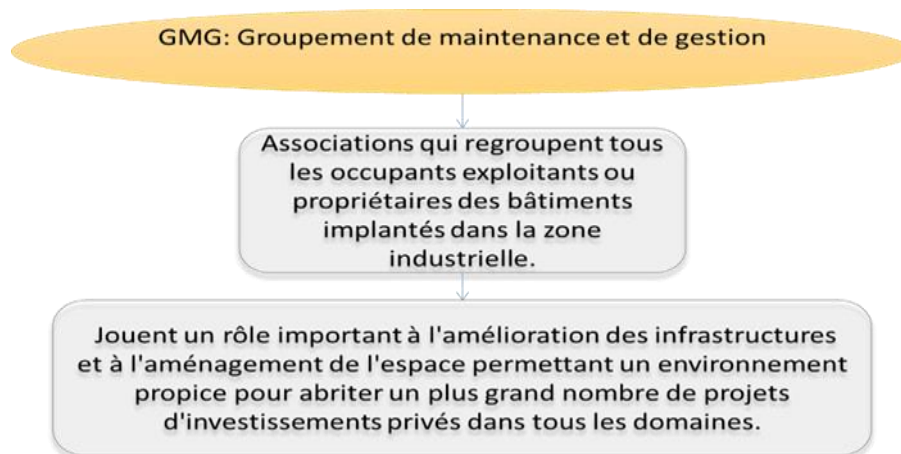 GMG: Groupement de maintenance et de gestion
Associations qui regroupent tous
les occupants exploitants ou
propriétaires des bâtiments
implantés dans la zone
industrielle.
Jouent un rôle important à l'amélioration des infrastructures
et à l'aménagement de l'espace permettant un environnement
propice pour abriter un plus grand nombre de projets
d'investissements privés dans tous les domaines.